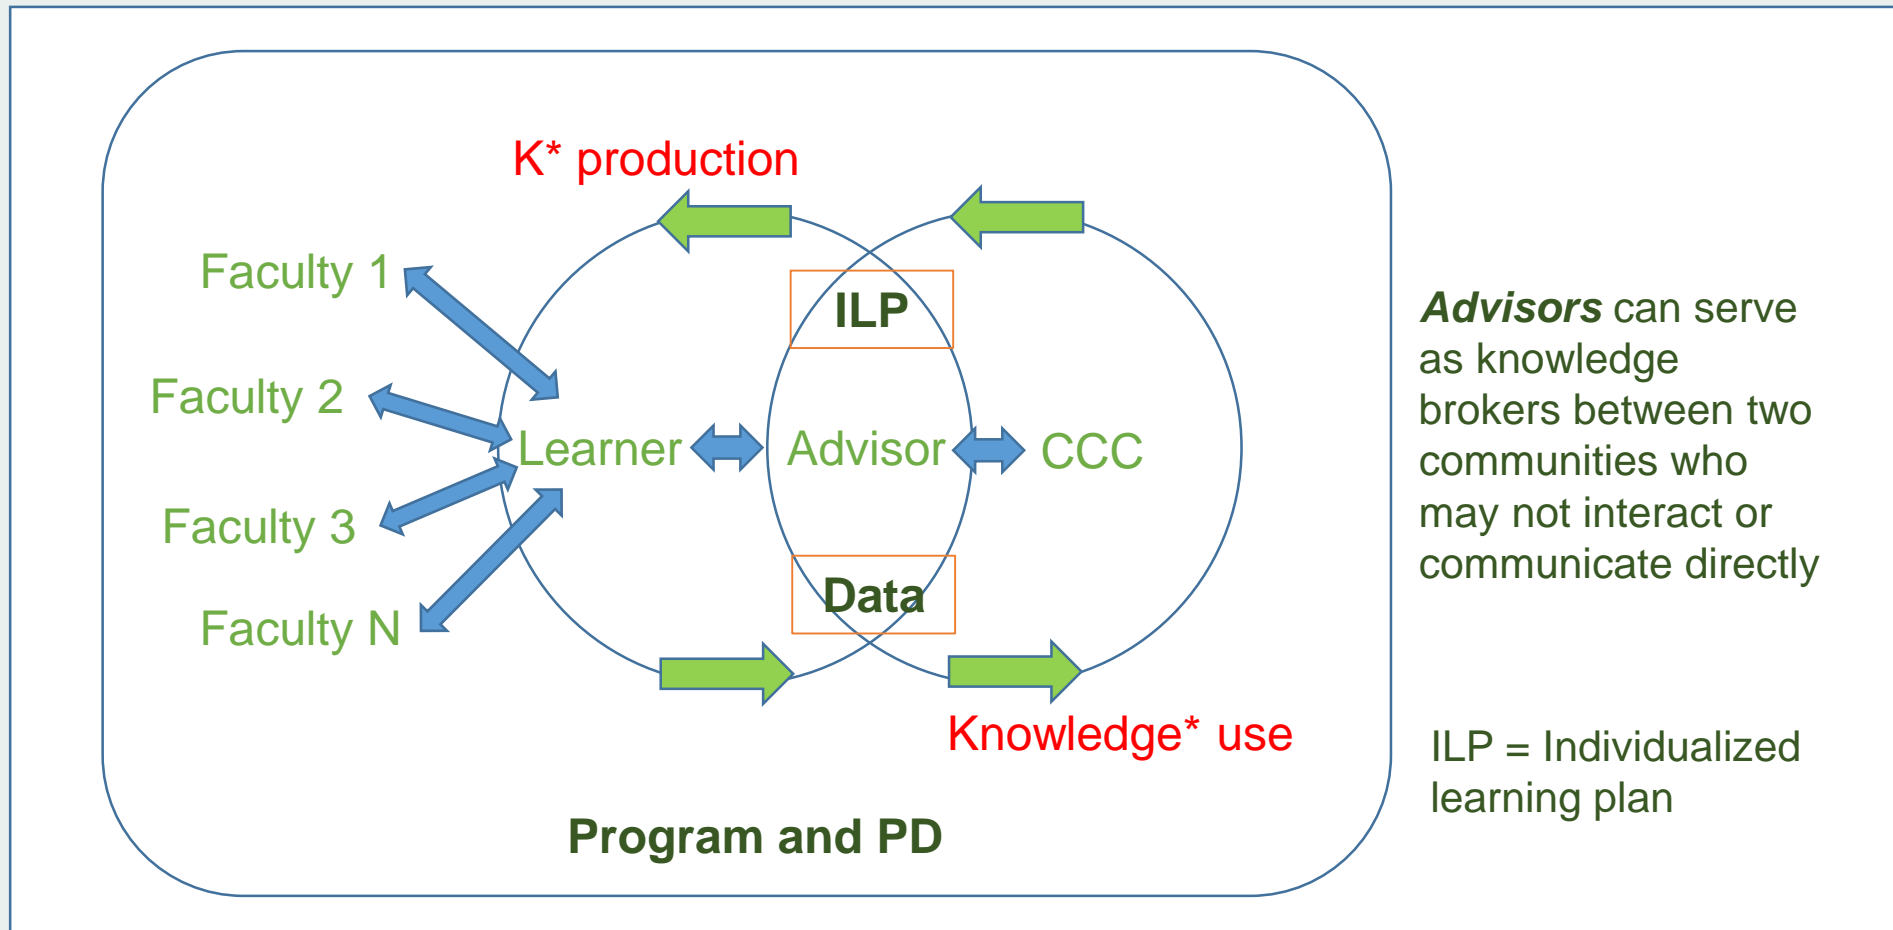 K* production
Faculty 1
ILP
Faculty 2
Learner
Advisor
CCC
Faculty 3
Data
Faculty N
Knowledge* use
Program and PD
Advisors can serve
as knowledge
brokers between two
communities who
may not interact or
communicate directly
ILP = Individualized
learning plan